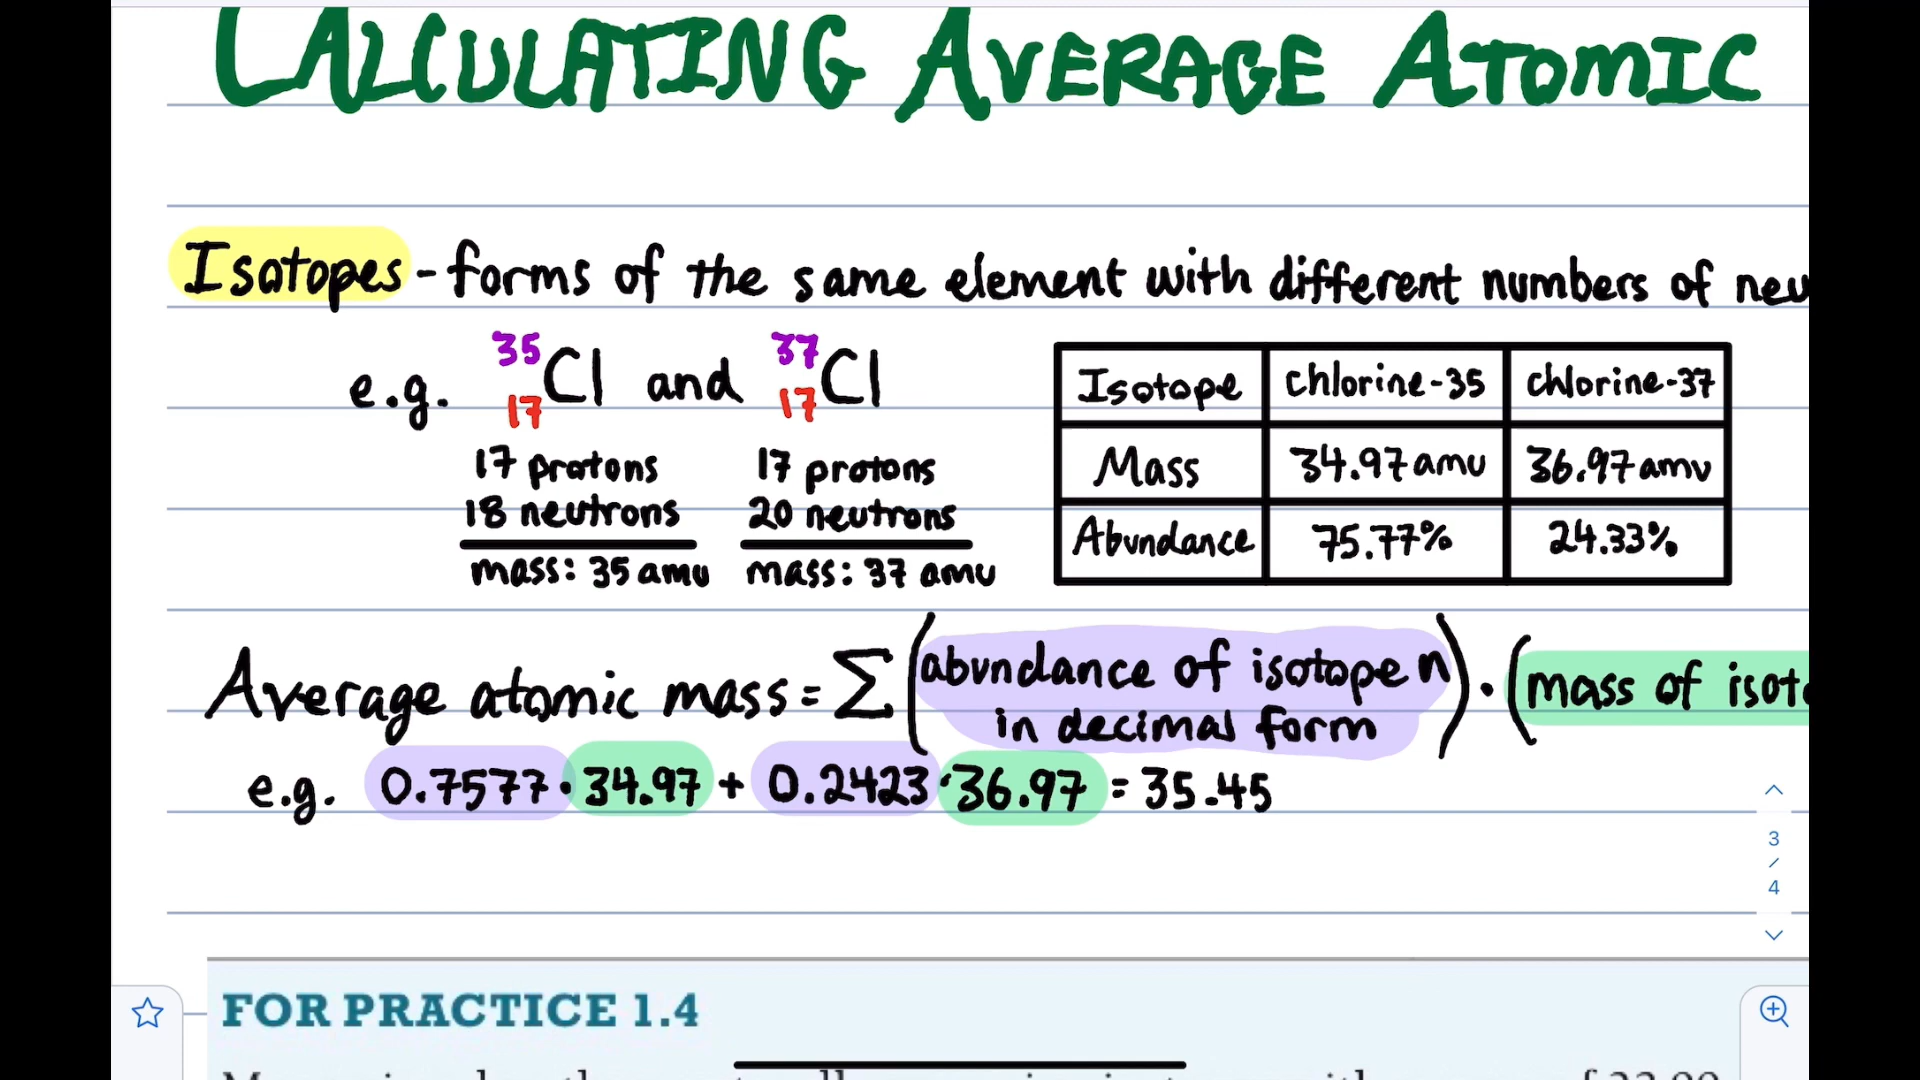 CALCULATING AVERAGE ATOMIC
Isotopes - forms of the same element with different numbers of neu
e.g. 35 17 Cl and 37 17 Cl
17 protons 17 protons
18 neutrons 20 neutrons
mass: 35 amu mass: 37 amu
Isotope chlorine-35 chlorine-37
Mass 34.97 amu 36.97 amu
Abundance 75.77% 24.33%
Average atomic mass = Σ (abundance of isotope n in decimal form) · (mass of isot
e.g. 0.7577 · 34.97 + 0.2423 · 36.97 = 35.45
3
/
4
FOR PRACTICE 1.4